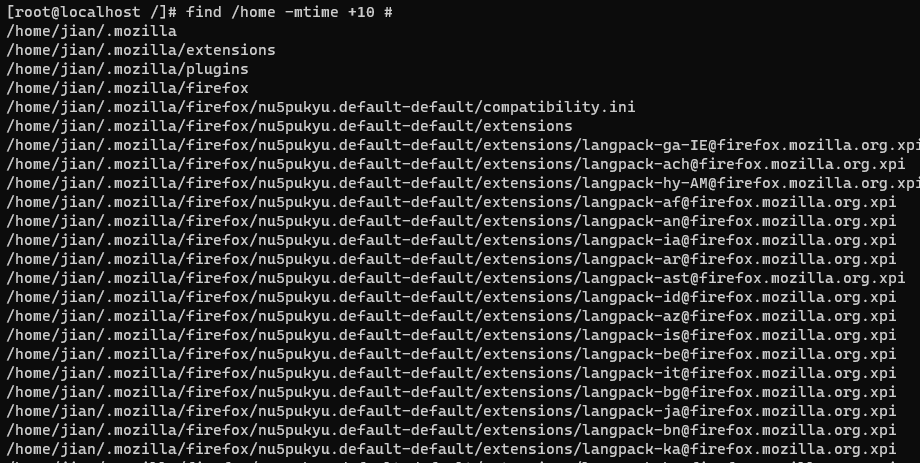 [root@localhost /]# find /home -mtime +10 #
/home/jian/.mozilla
/home/jian/.mozilla/extensions
/home/jian/.mozilla/plugins
/home/jian/.mozilla/firefox
/home/jian/.mozilla/firefox/nu5pukyu.default-default/compatibility.ini
/home/jian/.mozilla/firefox/nu5pukyu.default-default/extensions
/home/jian/.mozilla/firefox/nu5pukyu.default-default/extensions/langpack-ga-IE@firefox.mozilla.org.xpi
/home/jian/.mozilla/firefox/nu5pukyu.default-default/extensions/langpack-ach@firefox.mozilla.org.xpi
/home/jian/.mozilla/firefox/nu5pukyu.default-default/extensions/langpack-hy-AM@firefox.mozilla.org.xpi
/home/jian/.mozilla/firefox/nu5pukyu.default-default/extensions/langpack-af@firefox.mozilla.org.xpi
/home/jian/.mozilla/firefox/nu5pukyu.default-default/extensions/langpack-an@firefox.mozilla.org.xpi
/home/jian/.mozilla/firefox/nu5pukyu.default-default/extensions/langpack-ia@firefox.mozilla.org.xpi
/home/jian/.mozilla/firefox/nu5pukyu.default-default/extensions/langpack-ar@firefox.mozilla.org.xpi
/home/jian/.mozilla/firefox/nu5pukyu.default-default/extensions/langpack-ast@firefox.mozilla.org.xpi
/home/jian/.mozilla/firefox/nu5pukyu.default-default/extensions/langpack-id@firefox.mozilla.org.xpi
/home/jian/.mozilla/firefox/nu5pukyu.default-default/extensions/langpack-az@firefox.mozilla.org.xpi
/home/jian/.mozilla/firefox/nu5pukyu.default-default/extensions/langpack-is@firefox.mozilla.org.xpi
/home/jian/.mozilla/firefox/nu5pukyu.default-default/extensions/langpack-be@firefox.mozilla.org.xpi
/home/jian/.mozilla/firefox/nu5pukyu.default-default/extensions/langpack-it@firefox.mozilla.org.xpi
/home/jian/.mozilla/firefox/nu5pukyu.default-default/extensions/langpack-bg@firefox.mozilla.org.xpi
/home/jian/.mozilla/firefox/nu5pukyu.default-default/extensions/langpack-ja@firefox.mozilla.org.xpi
/home/jian/.mozilla/firefox/nu5pukyu.default-default/extensions/langpack-bn@firefox.mozilla.org.xpi
/home/jian/.mozilla/firefox/nu5pukyu.default-default/extensions/langpack-ka@firefox.mozilla.org.xpi